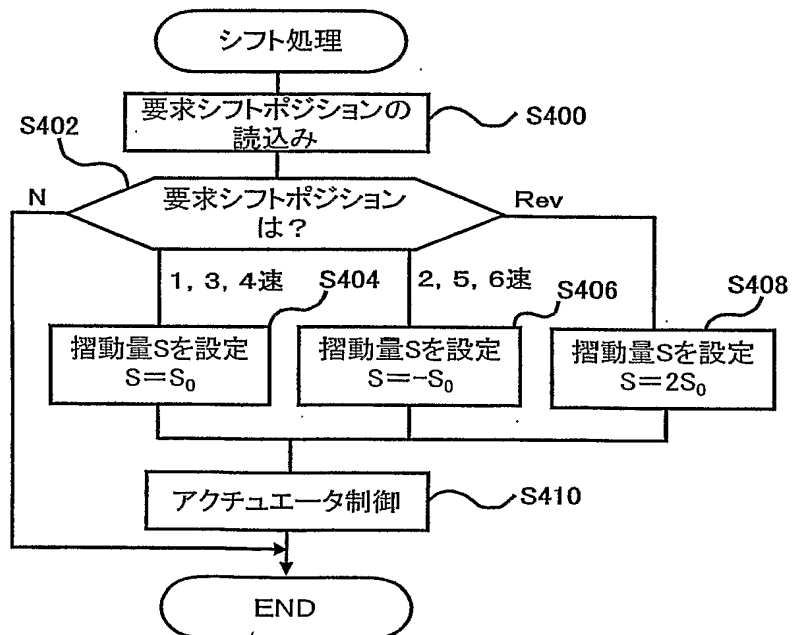 シフト処理
要求シフトポジションの
読込み
S400
S402
要求シフトポジション
は？
N
Rev
1，3，4速
S404
2，5，6速
S406
S408
摺動量Sを設定
S＝S₀
摺動量Sを設定
S＝-S₀
摺動量Sを設定
S＝2S₀
アクチュエータ制御
S410
END